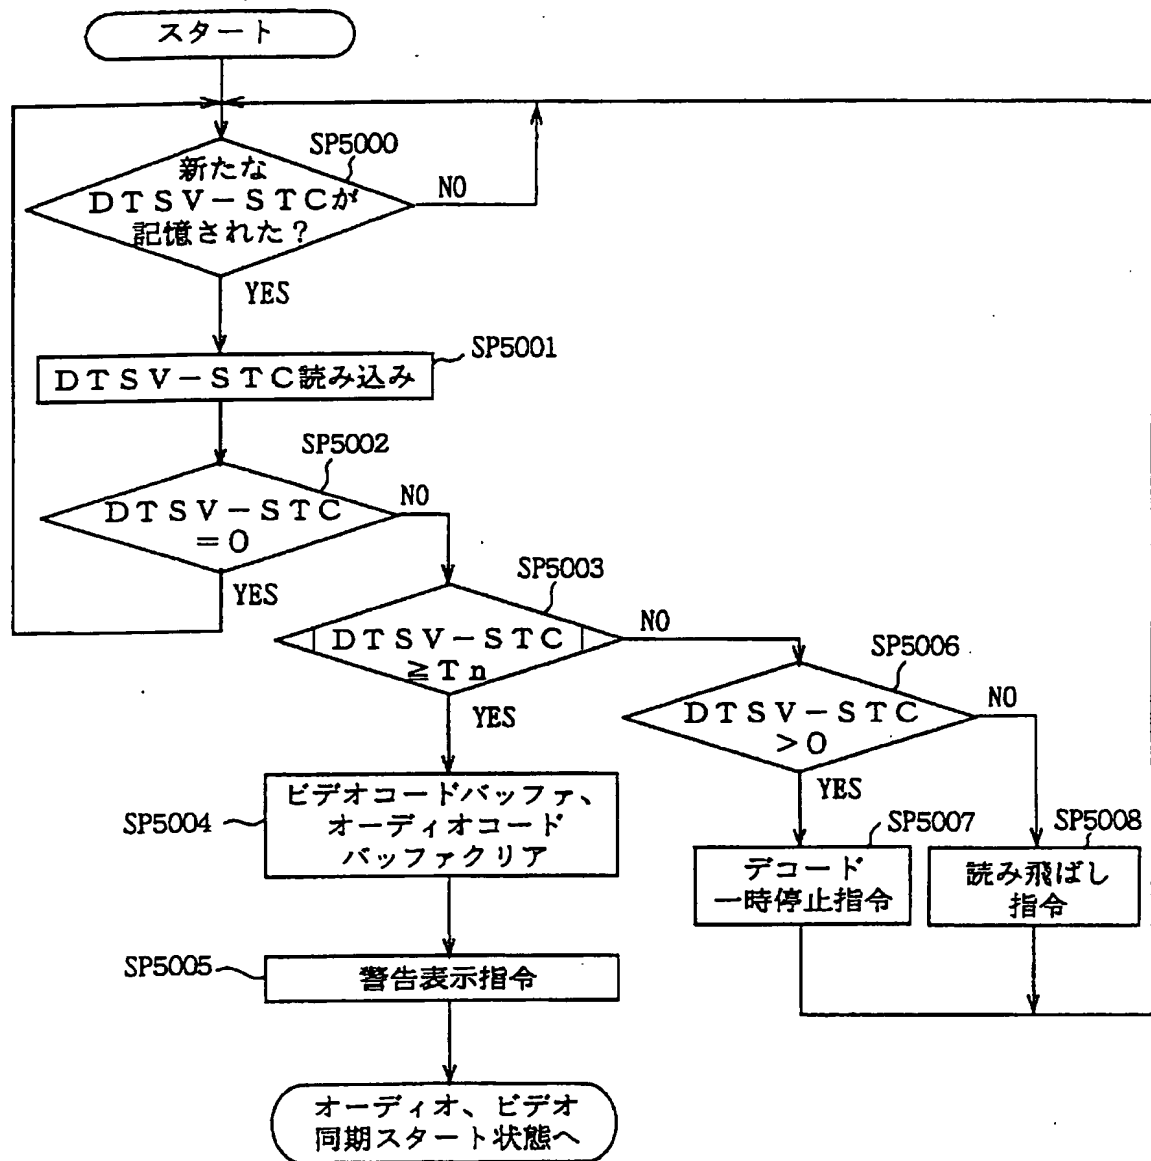 スタート
SP5000
新たな
DTSV−STCが
記憶された?
NO
YES
SP5001
DTSV−STC読み込み
SP5002
DTSV−STC
=0
NO
YES
SP5003
|DTSV−STC|
≧Tn
NO
YES
SP5006
DTSV−STC
>0
NO
YES
SP5004
ビデオコードバッファ、
オーディオコード
バッファクリア
SP5007
デコード
一時停止指令
SP5008
読み飛ばし
指令
SP5005
警告表示指令
オーディオ、ビデオ
同期スタート状態へ